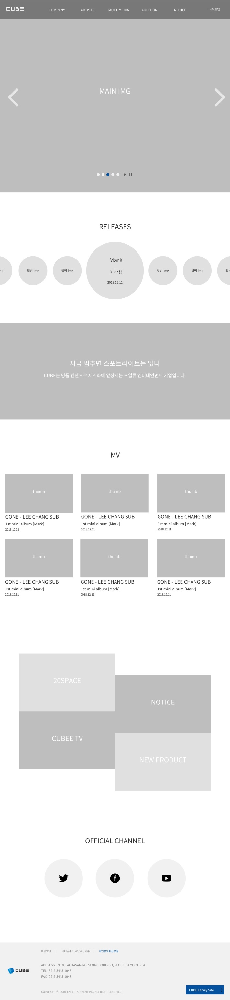 CUBE
COMPANY ARTISTS MULTIMEDIA AUDITION NOTICE 사이트맵
MAIN IMG
RELEASES
ng 앨범 img 앨범 img
Mark
이창섭
2018.12.11
앨범 img 앨범 img 앨범
지금 멈추면 스포트라이트는 없다
CUBE는 명품 컨텐츠로 세계화에 앞장서는 초일류 엔터테인먼트 기업입니다.
MV
thumb thumb thumb
GONE - LEE CHANG SUB GONE - LEE CHANG SUB GONE - LEE CHANG SUB
1st mini album [Mark] 1st mini album [Mark] 1st mini album [Mark]
2018.12.11 2018.12.11 2018.12.11
thumb thumb thumb
GONE - LEE CHANG SUB GONE - LEE CHANG SUB GONE - LEE CHANG SUB
1st mini album [Mark] 1st mini album [Mark] 1st mini album [Mark]
2018.12.11 2018.12.11 2018.12.11
20SPACE
NOTICE
CUBEE TV
NEW PRODUCT
OFFICIAL CHANNEL
이용약관 | 이메일주소 무단수집거부 | 개인정보취급방침
CUBE
ADDRESS : 7F, 83, ACHASAN-RO, SEONGDONG-GU, SEOUL, 04793 KOREA
TEL : 82-2-3445-1045
FAX : 02-2-3445-1048
COPYRIGHT ⓒ CUBE ENTERTAINMENT INC, ALL RIGHT RESERVED.
CUBE Family Site